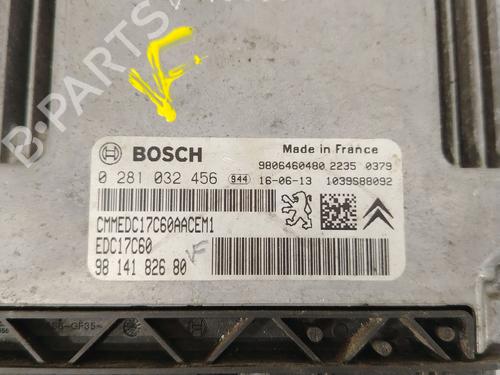 B-PARTS
F
BOSCH
Made in France
9806460480 2235 0379
0 281 032 456 944 16-06-13 1039S88092
CMMEDC17C60AACEM1
EDC17C60
98 141 826 80
F